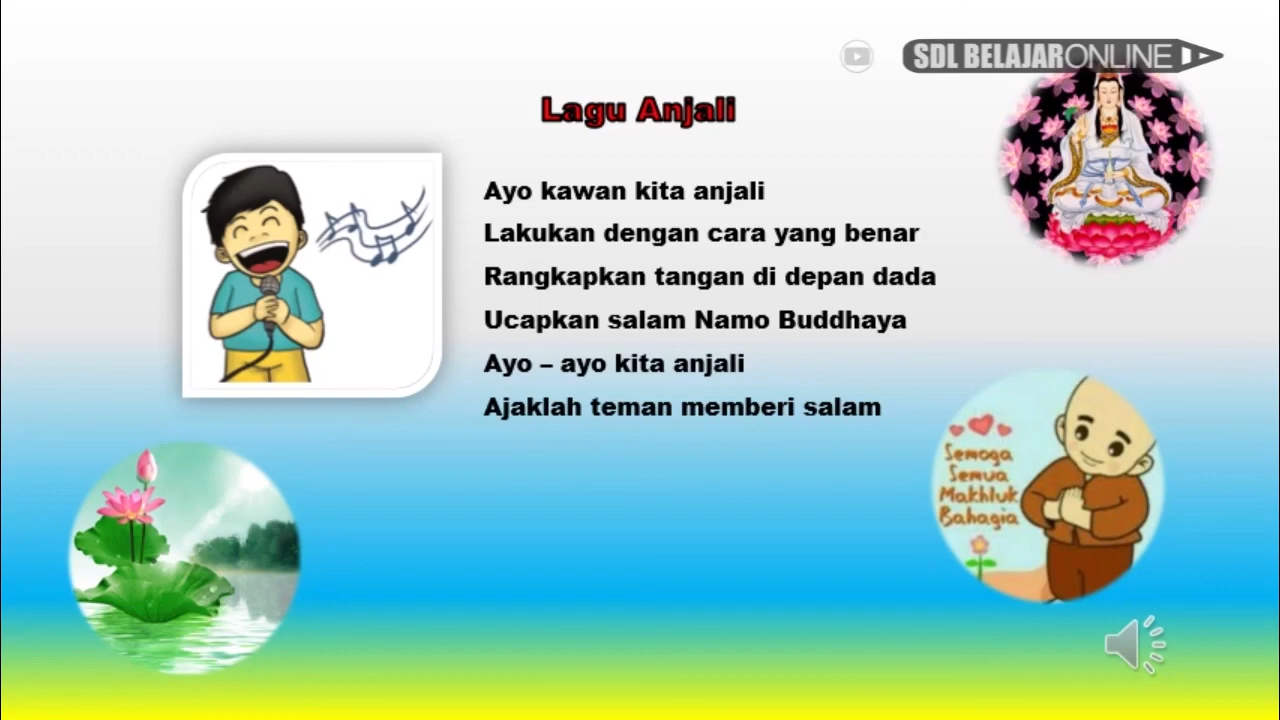 SDL BELAJARONLINE
Lagu Anjali
Ayo kawan kita anjali
Lakukan dengan cara yang benar
Rangkapkan tangan di depan dada
Ucapkan salam Namo Buddhaya
Ayo – ayo kita anjali
Ajaklah teman memberi salam
Semoga
Semua
Makhluk
Bahagia